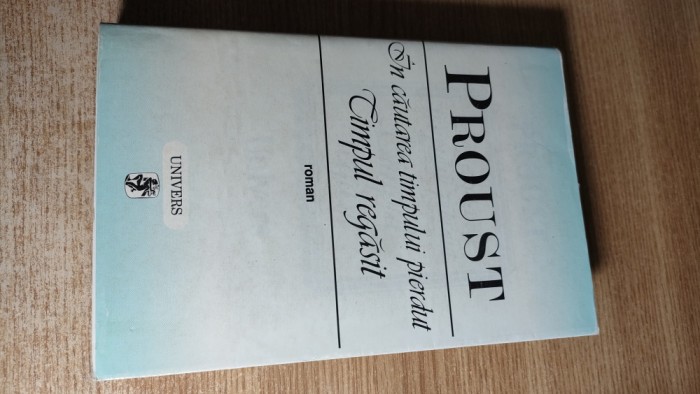 PROUST
În căutarea timpului pierdut
Timpul regăsit
roman
UNIVERS